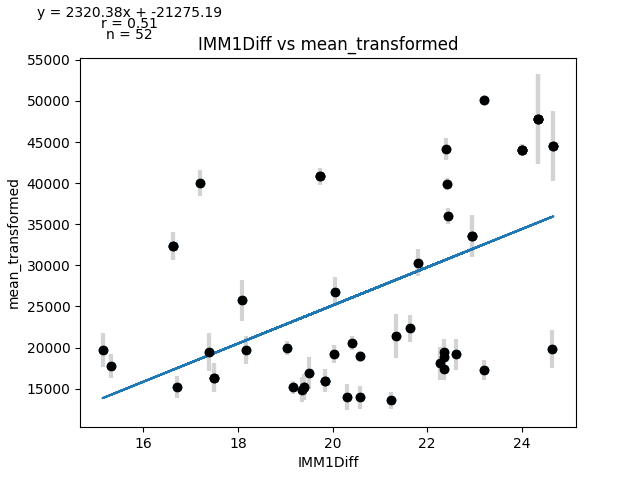 y = 2320.38x + -21275.19
r = 0.51
n = 52
IMM1Diff vs mean_transformed
55000
50000
45000
40000
35000
30000
25000
20000
15000
mean_transformed
16
18
20
22
24
IMM1Diff